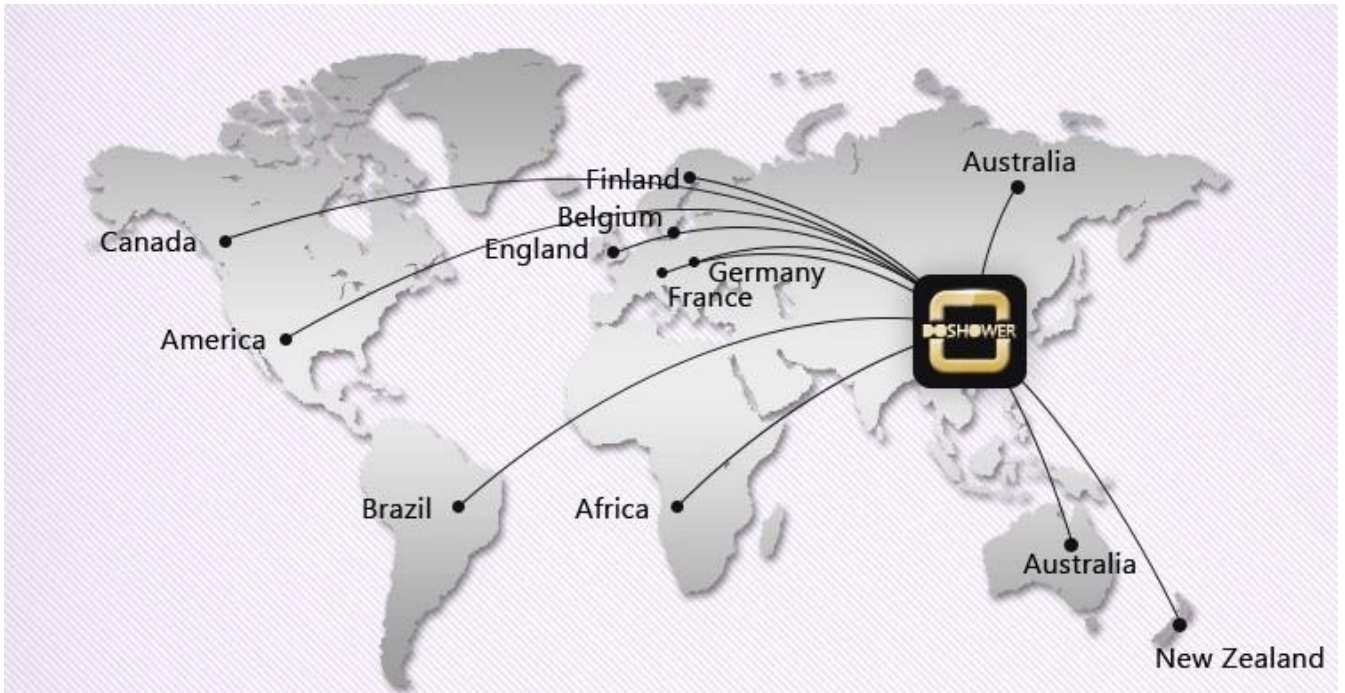 Australia
Finland
Belgium
Canada
England
Germany
France
DOSHOWER
America
Brazil
Africa
Australia
New Zealand